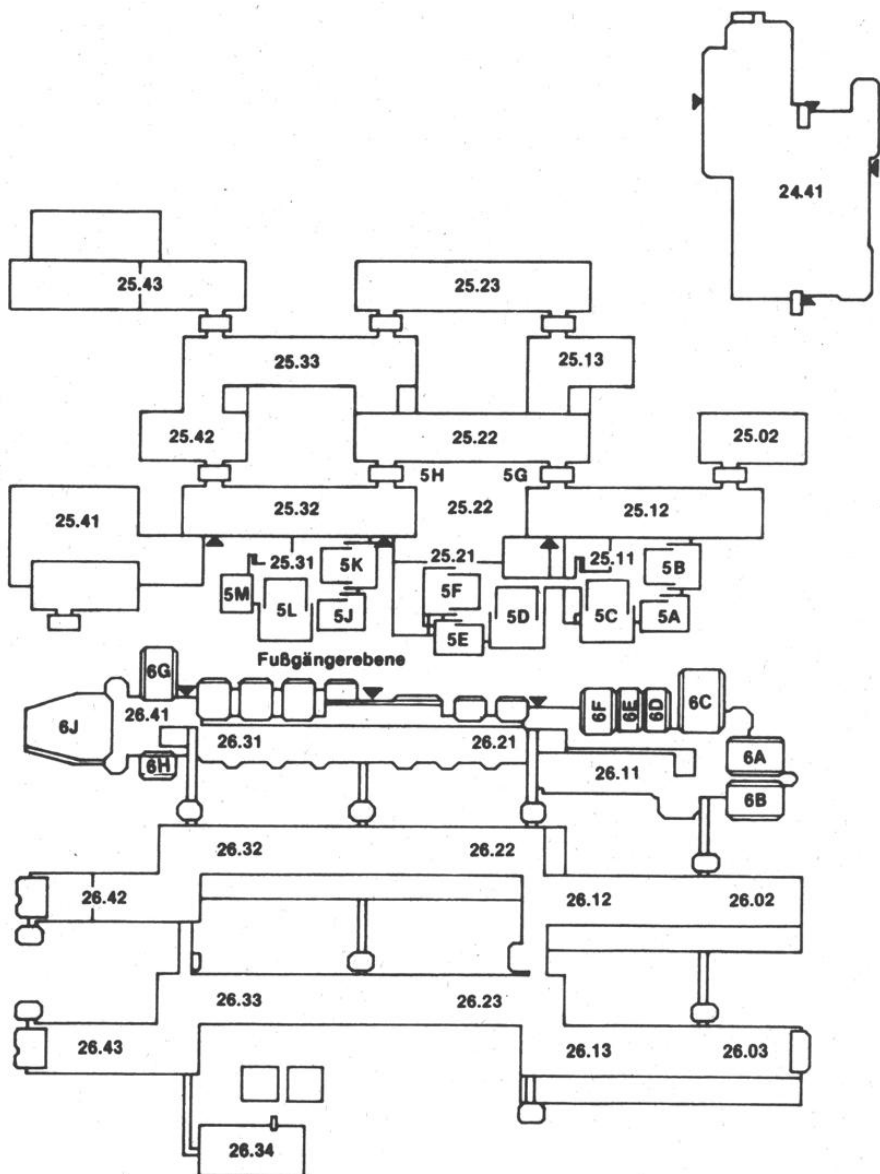 24.41
25.43
25.23
25.33
25.13
25.42
25.22
25.02
5H
5G
25.41
25.32
25.22
25.12
25.31
5K
25.21
25.11
5B
5M
5L
5J
5F
5D
5C
5A
5E
Fußgängerebene
6G
6J
26.41
6H
26.31
26.21
6F
6E
6D
6C
6A
26.11
6B
26.32
26.22
26.42
26.12
26.02
26.33
26.23
26.43
26.13
26.03
26.34